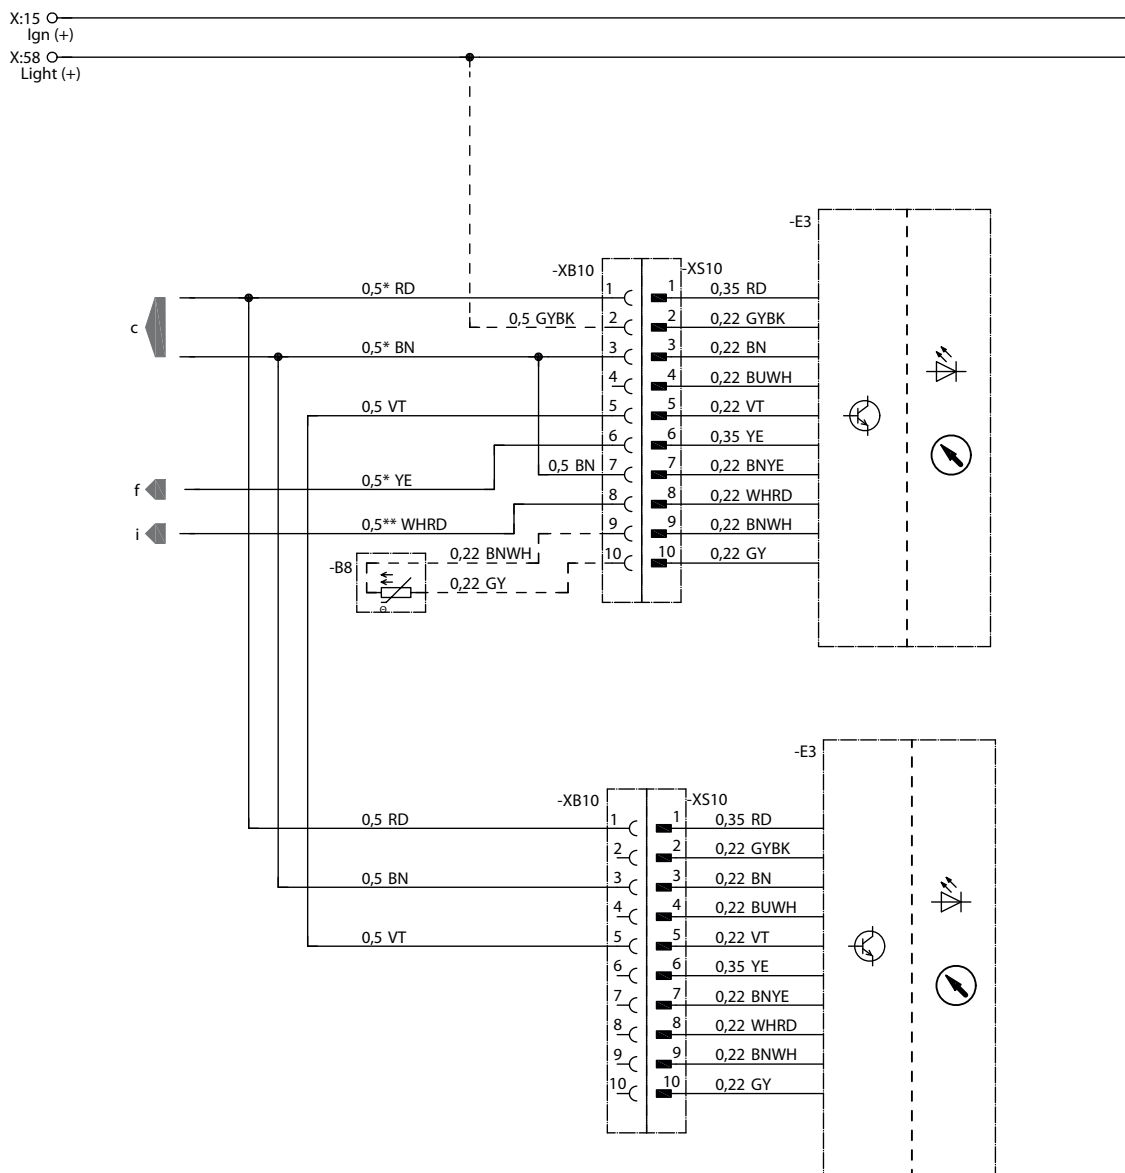 X:15
Ign (+)
X:58
Light (+)
-E3
-XB10
-XS10
1
0,5* RD
1
0,35 RD
0,5 GYBK
2
2
0,22 GYBK
c
0,5* BN
3
3
0,22 BN
4
4
0,22 BUWH
0,5 VT
5
5
0,22 VT
6
6
0,35 YE
0,5 BN
7
7
0,22 BNYE
f
0,5* YE
8
8
0,22 WHRD
i
0,5** WHRD
9
9
0,22 BNWH
0,22 BNWH
10
10
0,22 GY
-B8
0,22 GY
Θ
-E3
-XB10
-XS10
0,5 RD
1
1
0,35 RD
2
2
0,22 GYBK
0,5 BN
3
3
0,22 BN
4
4
0,22 BUWH
0,5 VT
5
5
0,22 VT
6
6
0,35 YE
7
7
0,22 BNYE
8
8
0,22 WHRD
9
9
0,22 BNWH
10
10
0,22 GY